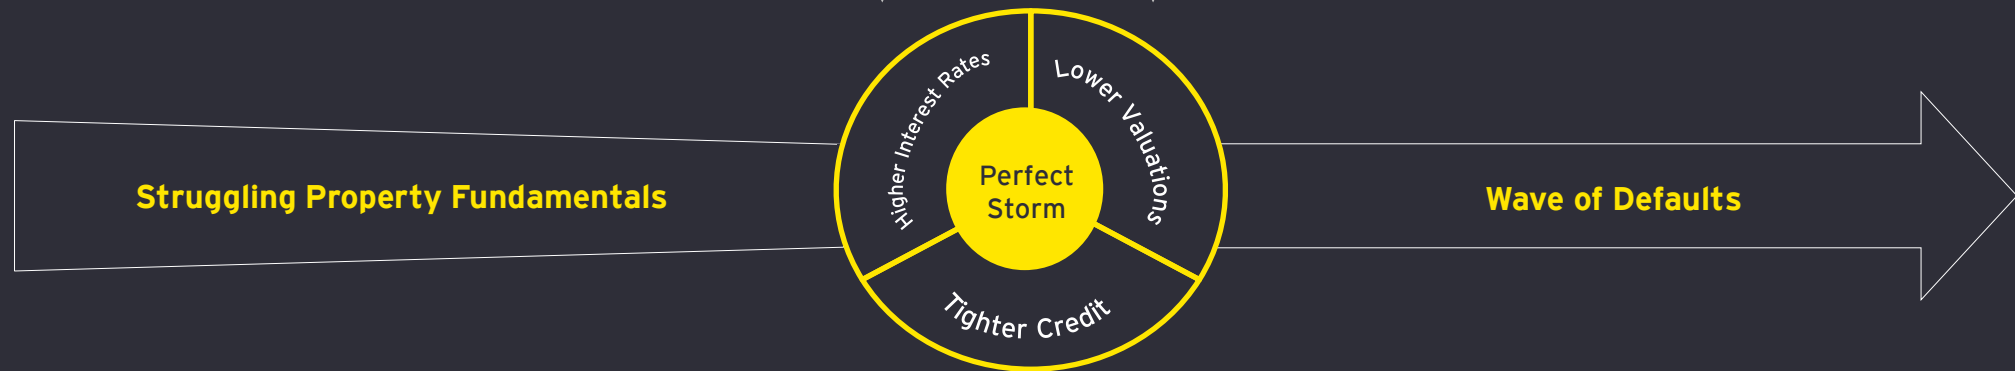 Struggling Property Fundamentals
Higher Interest Rates
Lower Valuations
Perfect
Storm
Tighter Credit
Wave of Defaults